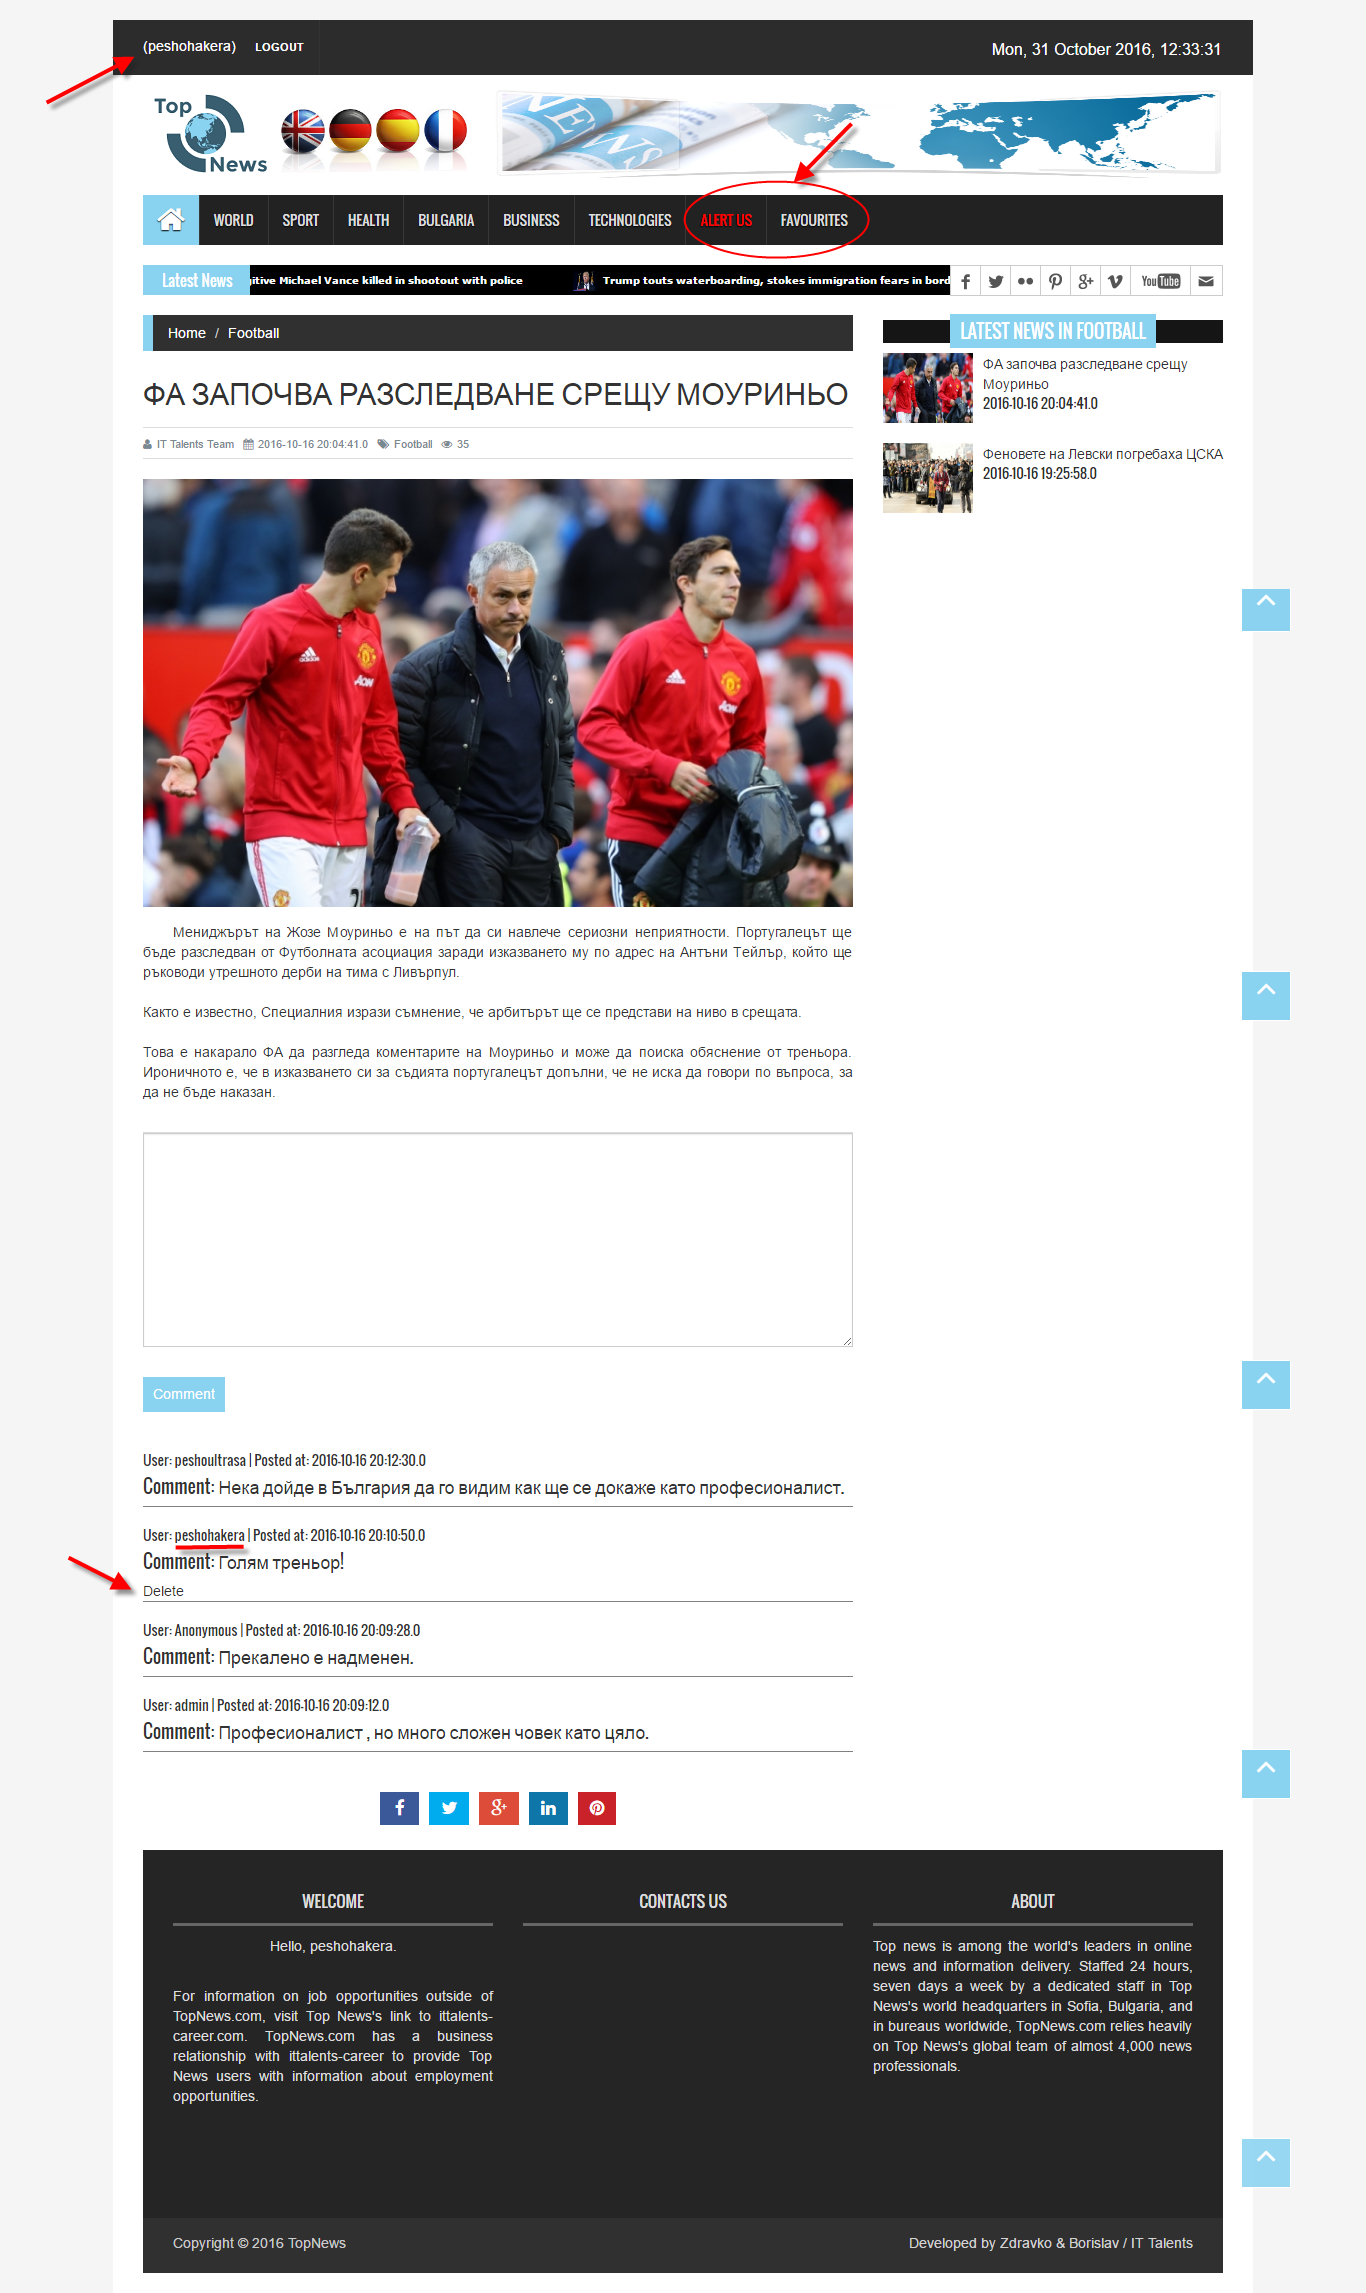 (peshohakera) LOGOUT
Mon, 31 October 2016, 12:33:31
Top
News
NEWS
NEWS
WORLD SPORT HEALTH BULGARIA BUSINESS TECHNOLOGIES ALERT US FAVOURITES
Latest News
gitive Michael Vance killed in shootout with police Trump touts waterboarding, stokes immigration fears in bord
You Tube
Home / Football
ФА ЗАПОЧВА РАЗСЛЕДВАНЕ СРЕЩУ МОУРИНЬО
IT Talents Team 2016-10-16 20:04:41.0 Football 35
LATEST NEWS IN FOOTBALL
ФА започва разследване срещу
Моуриньо
2016-10-16 20:04:41.0
Феновете на Левски погребаха ЦСКА
2016-10-16 19:25:58.0
Мениджърът на Жозе Моуриньо е на път да си навлече сериозни неприятности. Португалецът ще
бъде разследван от Футболната асоциация заради изказването му по адрес на Антъни Тейлър, който ще
ръководи утрешното дерби на тима с Ливърпул.
Както е известно, Специалния изрази съмнение, че арбитърът ще се представи на ниво в срещата.
Това е накарало ФА да разгледа коментарите на Моуриньо и може да поиска обяснение от треньора.
Ироничното е, че в изказването си за съдията португалецът допълни, че не иска да говори по въпроса, за
да не бъде наказан.
Comment
User: peshoultrasa | Posted at: 2016-10-16 20:12:30.0
Comment: Нека дойде в България да го видим как ще се докаже като професионалист.
User: peshohakera | Posted at: 2016-10-16 20:10:50.0
Comment: Голям треньор!
Delete
User: Anonymous | Posted at: 2016-10-16 20:09:28.0
Comment: Прекалено е надменен.
User: admin | Posted at: 2016-10-16 20:09:12.0
Comment: Професионалист , но много сложен човек като цяло.
WELCOME
Hello, peshohakera.
For information on job opportunities outside of
TopNews.com, visit Top News's link to ittalents-
career.com. TopNews.com has a business
relationship with ittalents-career to provide Top
News users with information about employment
opportunities.
CONTACTS US
ABOUT
Top news is among the world's leaders in online
news and information delivery. Staffed 24 hours,
seven days a week by a dedicated staff in Top
News's world headquarters in Sofia, Bulgaria, and
in bureaus worldwide, TopNews.com relies heavily
on Top News's global team of almost 4,000 news
professionals.
Copyright © 2016 TopNews
Developed by Zdravko & Borislav / IT Talents